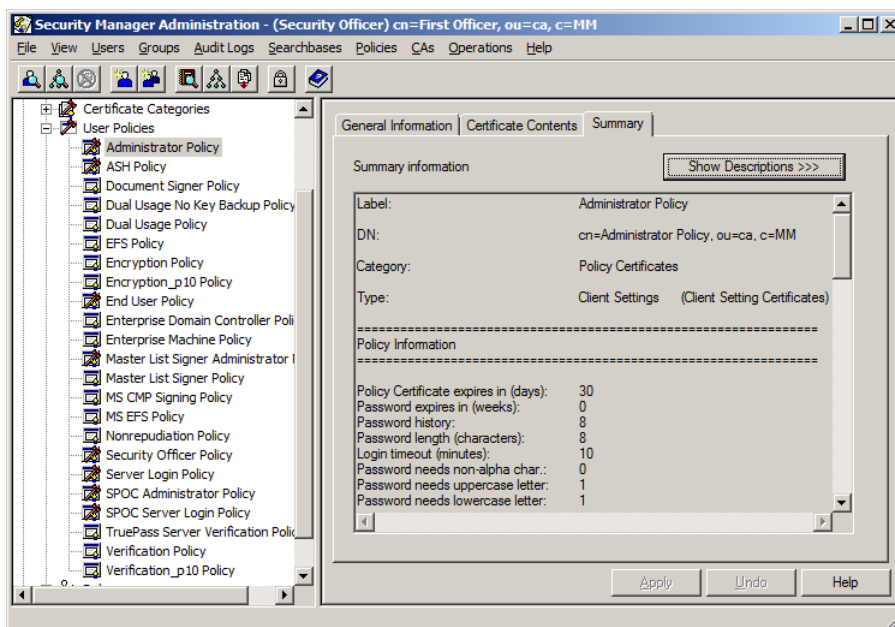 Security Manager Administration - (Security Officer) cn=First Officer, ou=ca, c=MM
File View Users Groups Audit Logs Searchbases Policies CAs Operations Help
Certificate Categories
User Policies
Administrator Policy
ASH Policy
Document Signer Policy
Dual Usage No Key Backup Policy
Dual Usage Policy
EFS Policy
Encryption Policy
Encryption_p10 Policy
End User Policy
Enterprise Domain Controller Poli
Enterprise Machine Policy
Master List Signer Administrator
Master List Signer Policy
MS CMP Signing Policy
MS EFS Policy
Nonrepudiation Policy
Security Officer Policy
Server Login Policy
SPOC Administrator Policy
SPOC Server Login Policy
TruePass Server Verification Polic
Verification Policy
Verification_p10 Policy
General Information Certificate Contents Summary
Summary information Show Descriptions >>>
Label: Administrator Policy
DN: cn=Administrator Policy, ou=ca, c=MM
Category: Policy Certificates
Type: Client Settings (Client Setting Certificates)
================================================================
Policy Information
================================================================
Policy Certificate expires in (days): 30
Password expires in (weeks): 0
Password history: 8
Password length (characters): 8
Login timeout (minutes): 10
Password needs non-alpha char.: 0
Password needs uppercase letter: 1
Password needs lowercase letter: 1
Apply Undo Help